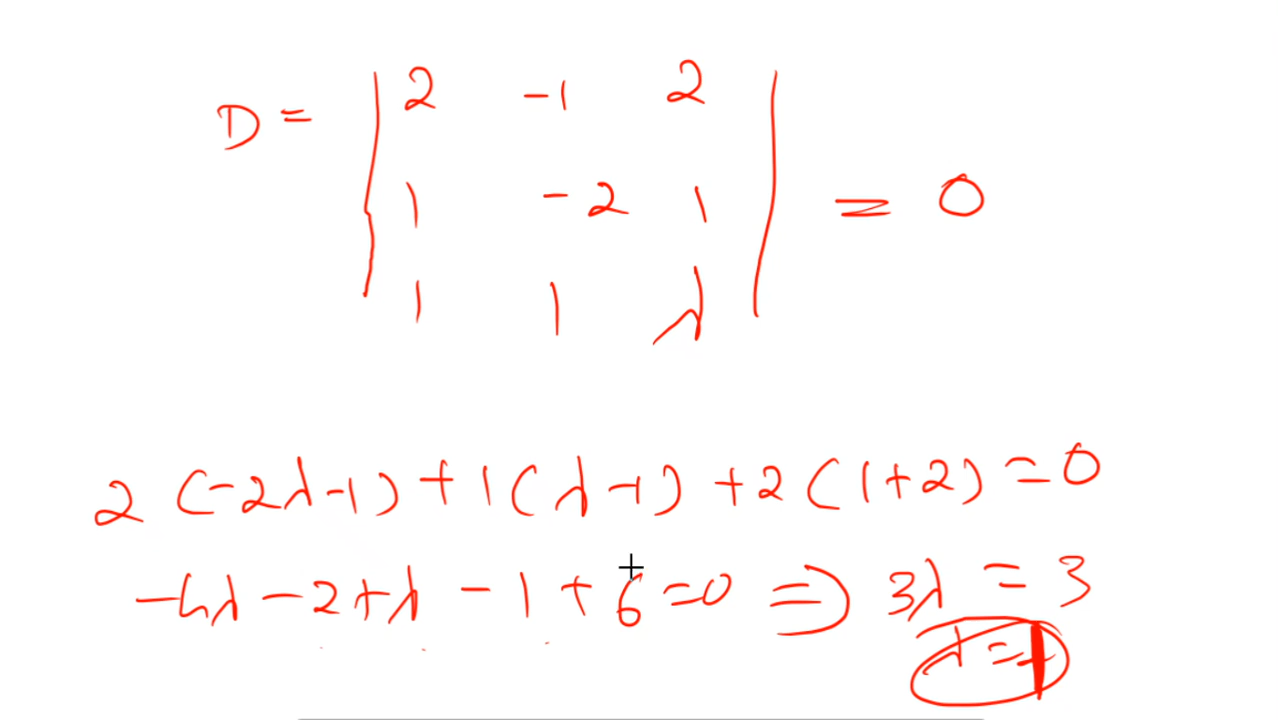 D = | 2 -1 2 |
| 1 -2 1 | = 0
| 1 1 λ |
2 (-2λ-1) + 1 (λ-1) + 2 (1+2) = 0
-4λ - 2 + λ - 1 + 6 = 0 ⇒ 3λ = 3
λ = 1